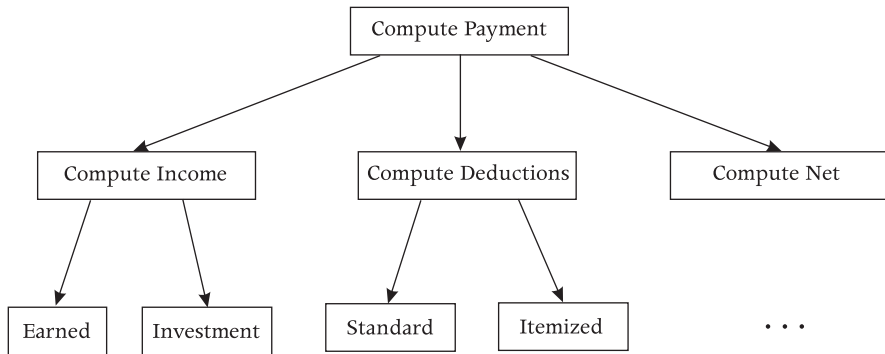 Compute Payment
Compute Income
Compute Deductions
Compute Net
Earned
Investment
Standard
Itemized
. . .